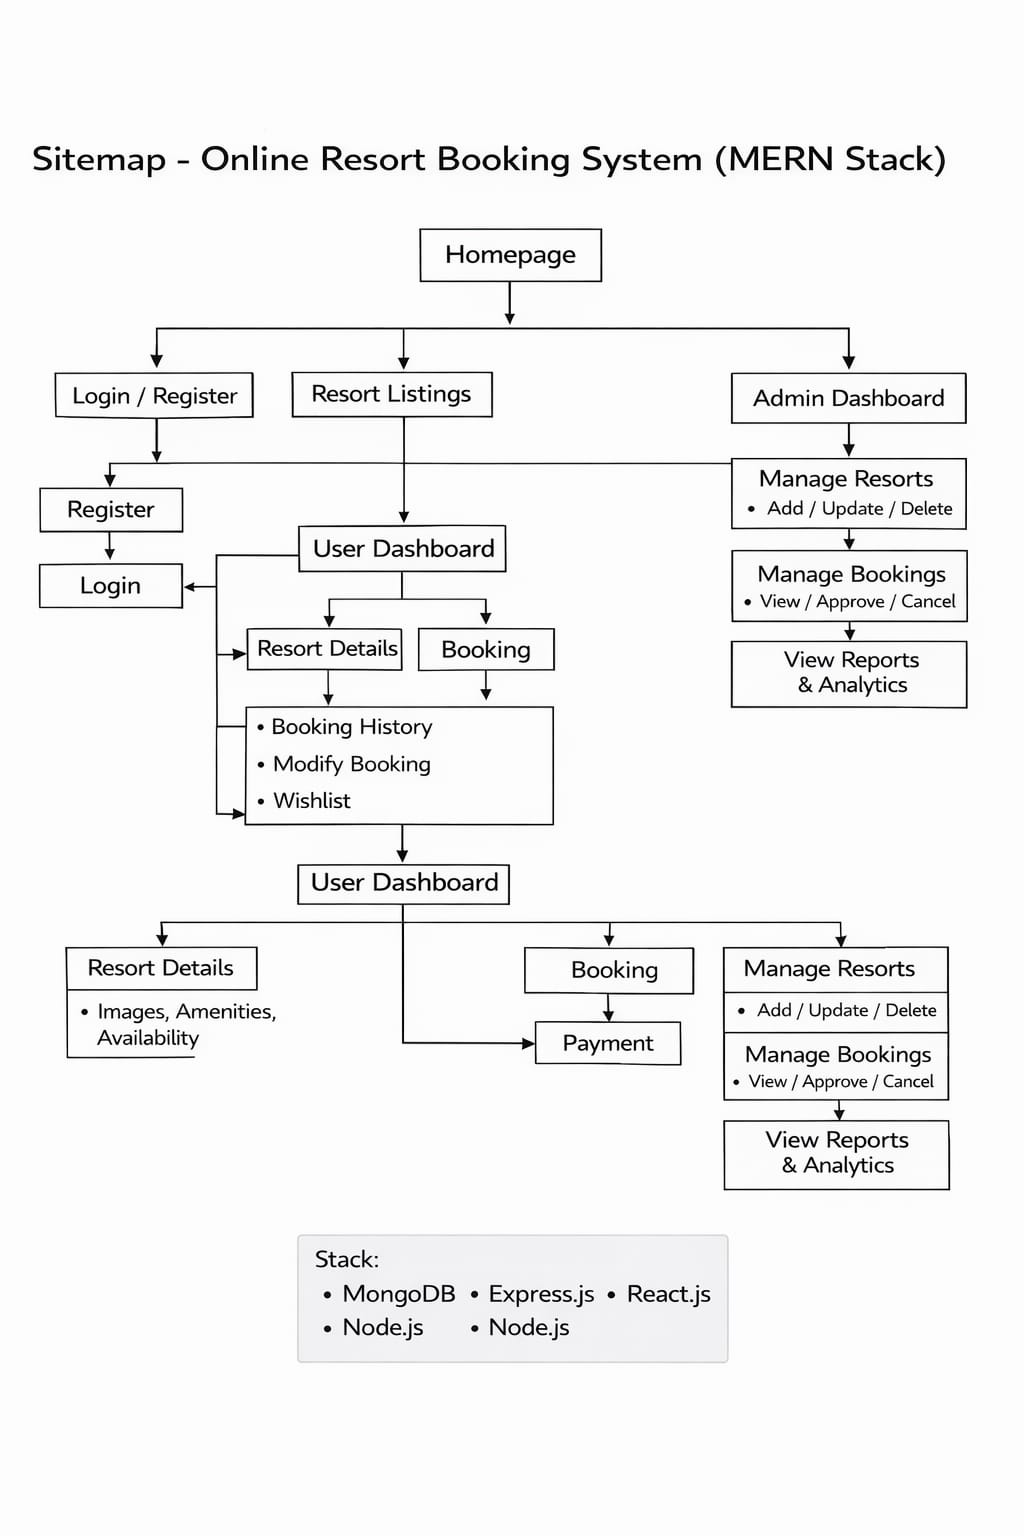 Sitemap - Online Resort Booking System (MERN Stack)
Homepage
Login / Register
Resort Listings
Admin Dashboard
Manage Resorts
• Add / Update / Delete
Register
User Dashboard
Manage Bookings
• View / Approve / Cancel
Login
Resort Details
Booking
View Reports
& Analytics
• Booking History
• Modify Booking
• Wishlist
User Dashboard
Resort Details
• Images, Amenities,
Availability
Booking
Payment
Manage Resorts
• Add / Update / Delete
Manage Bookings
• View / Approve / Cancel
View Reports
& Analytics
Stack:
• MongoDB • Express.js • React.js
• Node.js • Node.js